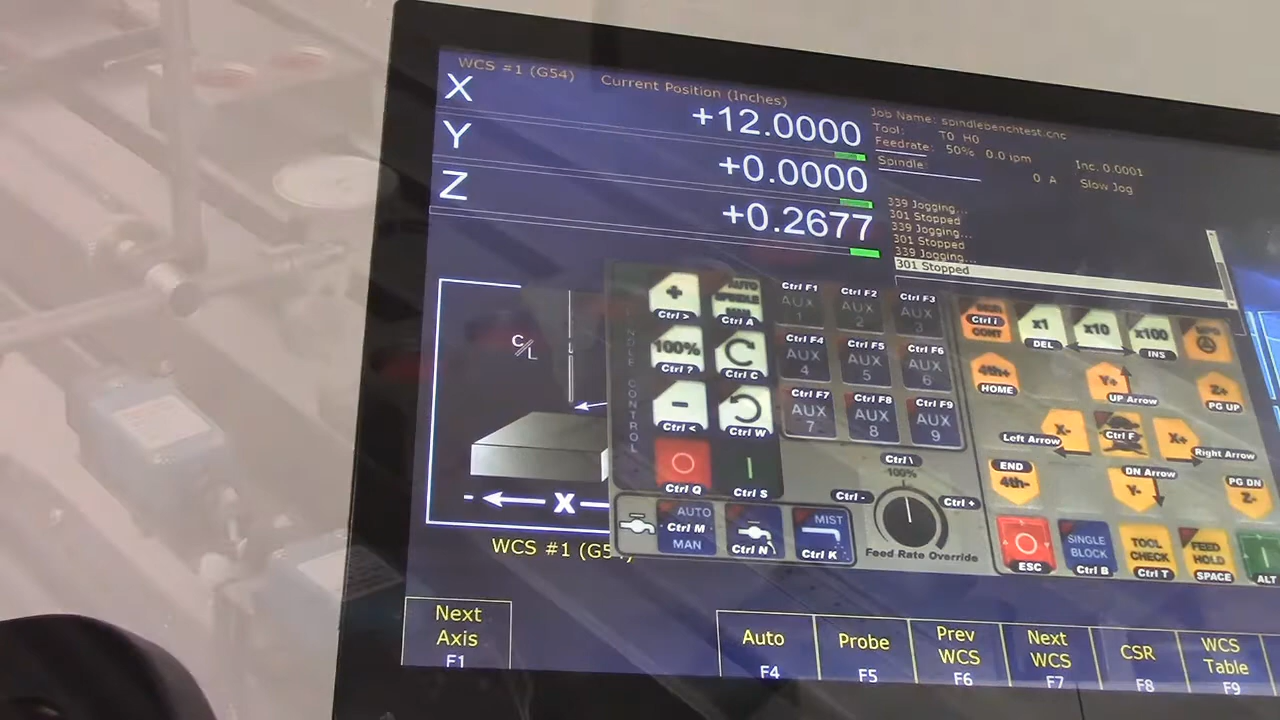 WCS #1 (G54)
Current Position (Inches)
X +12.0000
Y +0.0000
Z +0.2677
Job Name: spindlebenchtest.cnc
Tool: T0 H0
Feedrate: 50% 0.0 ipm
Spindle: 0 A
Inc. 0.0001
Slow Jog
339 Jogging...
301 Stopped
339 Jogging...
301 Stopped
339 Jogging...
301 Stopped
C/L
- X
WCS #1 (G54)
+
Ctrl >
AUTO
SPINDLE
MAN
Ctrl A
100%
Ctrl ?
Ctrl C
-
Ctrl <
Ctrl W
CONTROL
Ctrl Q
Ctrl S
AUTO
Ctrl M
MAN
Ctrl N
MIST
Ctrl K
Ctrl F1
AUX
1
Ctrl F2
AUX
2
Ctrl F3
AUX
3
Ctrl F4
AUX
4
Ctrl F5
AUX
5
Ctrl F6
AUX
6
Ctrl F7
AUX
7
Ctrl F8
AUX
8
Ctrl F9
AUX
9
Ctrl \
100%
Ctrl -
Ctrl +
Feed Rate Override
Ctrl i
CONT
x1
DEL
x10
x100
INS
4th+
HOME
Y+
UP Arrow
Z+
PG UP
X-
Left Arrow
Ctrl F
X+
Right Arrow
END
4th-
DN Arrow
Y-
PG DN
Z-
ESC
SINGLE
BLOCK
Ctrl B
TOOL
CHECK
Ctrl T
FEED
HOLD
SPACE
ALT
Next
Axis
F1
Auto
F4
Probe
F5
Prev
WCS
F6
Next
WCS
F7
CSR
F8
WCS
Table
F9